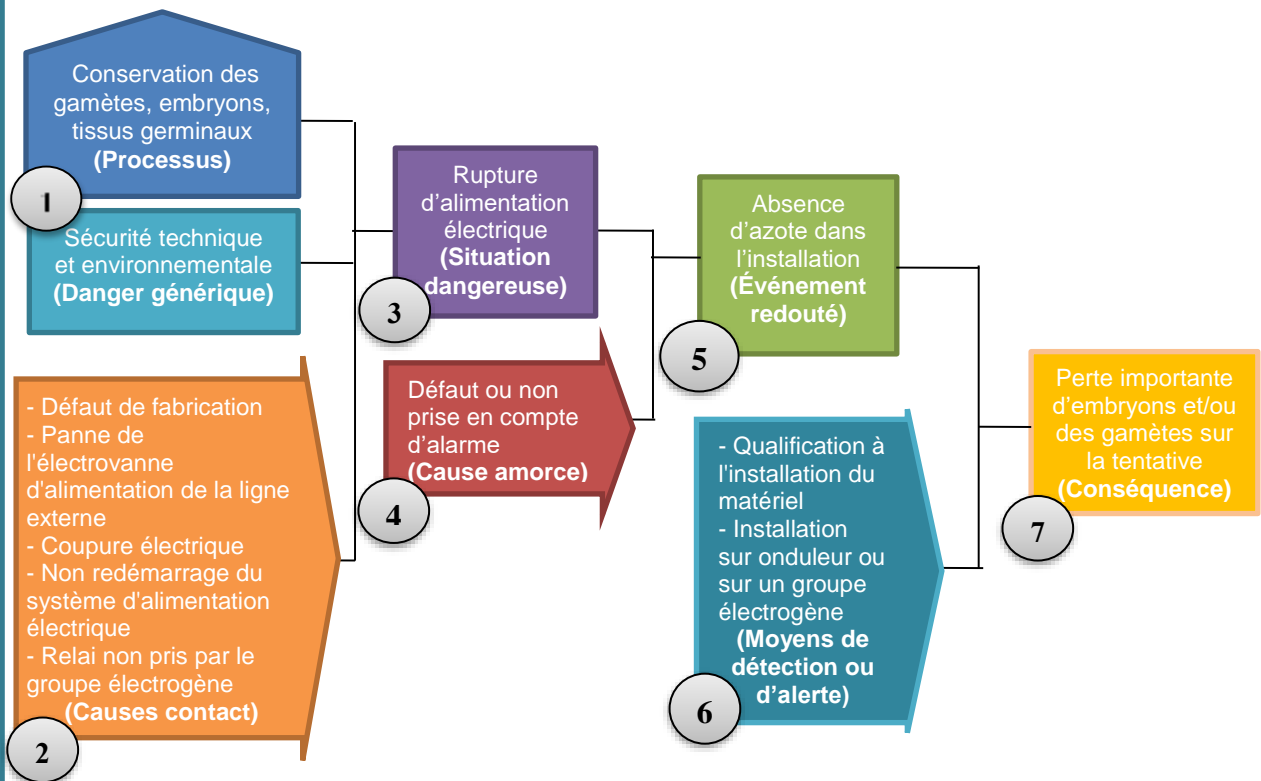 Conservation des
gamètes, embryons,
tissus germinaux
(Processus)
1
Sécurité technique
et environnementale
(Danger générique)
- Défaut de fabrication
- Panne de
l'électrovanne
d'alimentation de la ligne
externe
- Coupure électrique
- Non redémarrage du
système d'alimentation
électrique
- Relai non pris par le
groupe électrogène
(Causes contact)
2
Rupture
d’alimentation
électrique
(Situation
dangereuse)
3
Défaut ou non
prise en compte
d’alarme
(Cause amorce)
4
Absence
d’azote dans
l’installation
(Événement
redouté)
5
- Qualification à
l'installation du
matériel
- Installation
sur onduleur ou
sur un groupe
électrogène
(Moyens de
détection ou
d’alerte)
6
Perte importante
d’embryons et/ou
des gamètes sur
la tentative
(Conséquence)
7